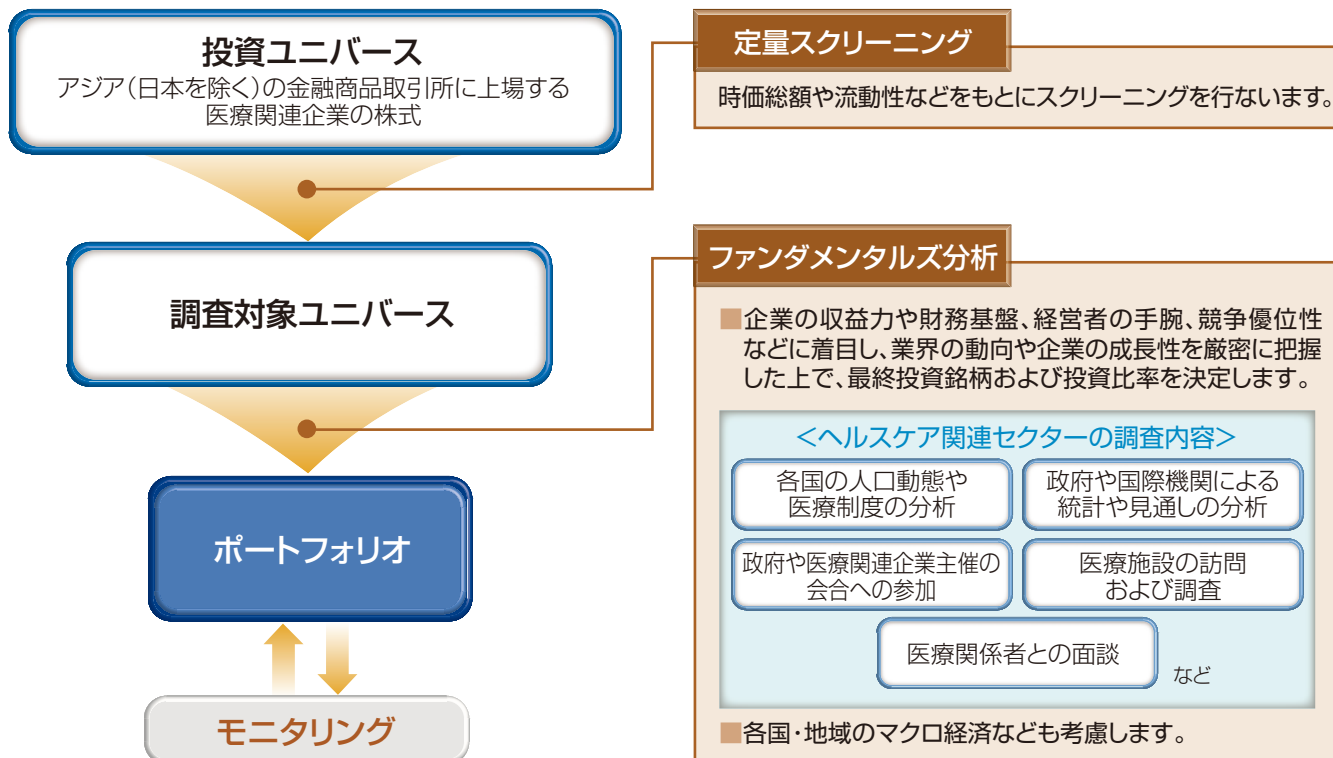 投資ユニバース
アジア(日本を除く)の金融商品取引所に上場する
医療関連企業の株式
定量スクリーニング
時価総額や流動性などをもとにスクリーニングを行ないます。
調査対象ユニバース
ファンダメンタルズ分析
■企業の収益力や財務基盤、経営者の手腕、競争優位性
などに着目し、業界の動向や企業の成長性を厳密に把握
した上で、最終投資銘柄および投資比率を決定します。
<ヘルスケア関連セクターの調査内容>
各国の人口動態や
医療制度の分析
政府や国際機関による
統計や見通しの分析
政府や医療関連企業主催の
会合への参加
医療施設の訪問
および調査
医療関係者との面談
など
■各国・地域のマクロ経済なども考慮します。
ポートフォリオ
モニタリング